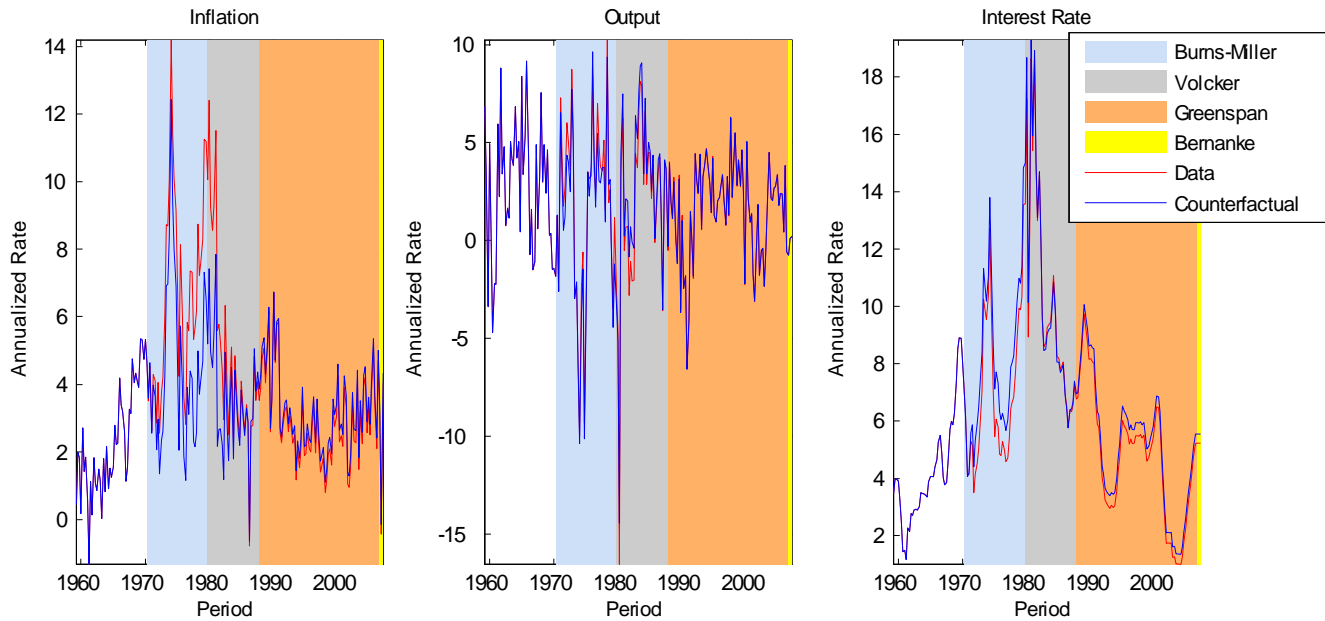 Inflation
Output
Interest Rate
Burns-Miller
Volcker
Greenspan
Bernanke
Data
Counterfactual
Annualized Rate
14
12
10
8
6
4
2
0
1960 1970 1980 1990 2000
Period
Annualized Rate
10
5
0
-5
-10
-15
1960 1970 1980 1990 2000
Period
Annualized Rate
18
16
14
12
10
8
6
4
2
1960 1970 1980 1990 2000
Period